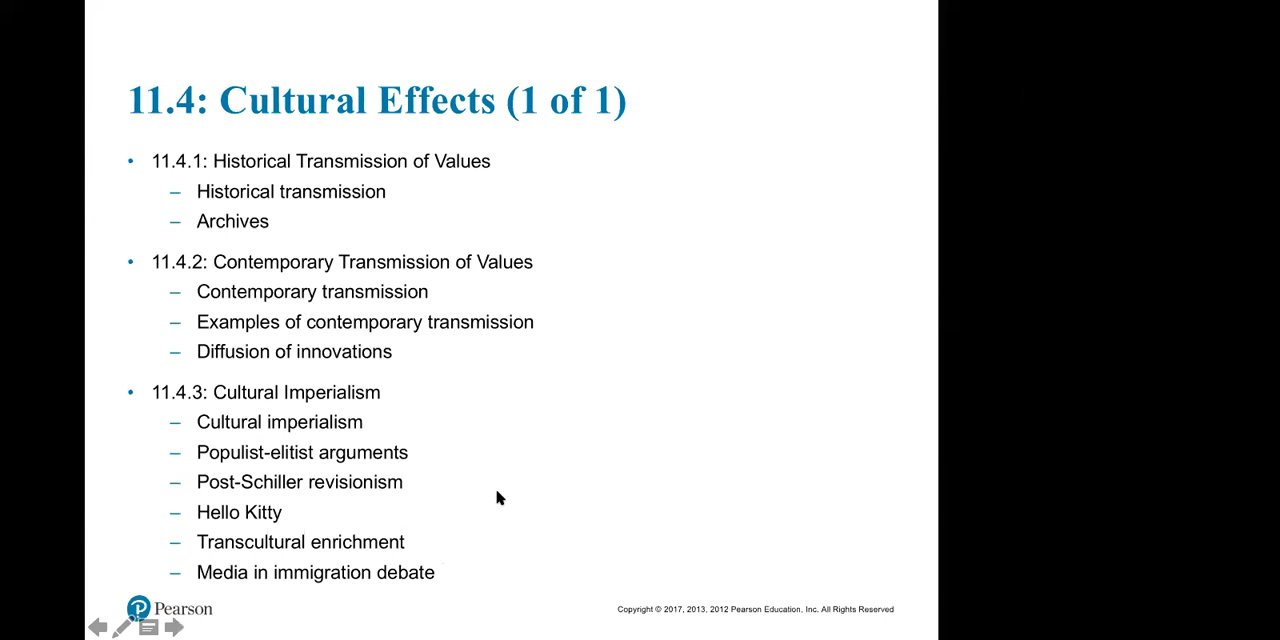 11.4: Cultural Effects (1 of 1)
• 11.4.1: Historical Transmission of Values
– Historical transmission
– Archives
• 11.4.2: Contemporary Transmission of Values
– Contemporary transmission
– Examples of contemporary transmission
– Diffusion of innovations
• 11.4.3: Cultural Imperialism
– Cultural imperialism
– Populist-elitist arguments
– Post-Schiller revisionism
– Hello Kitty
– Transcultural enrichment
– Media in immigration debate
Pearson
Copyright © 2017, 2013, 2012 Pearson Education, Inc. All Rights Reserved